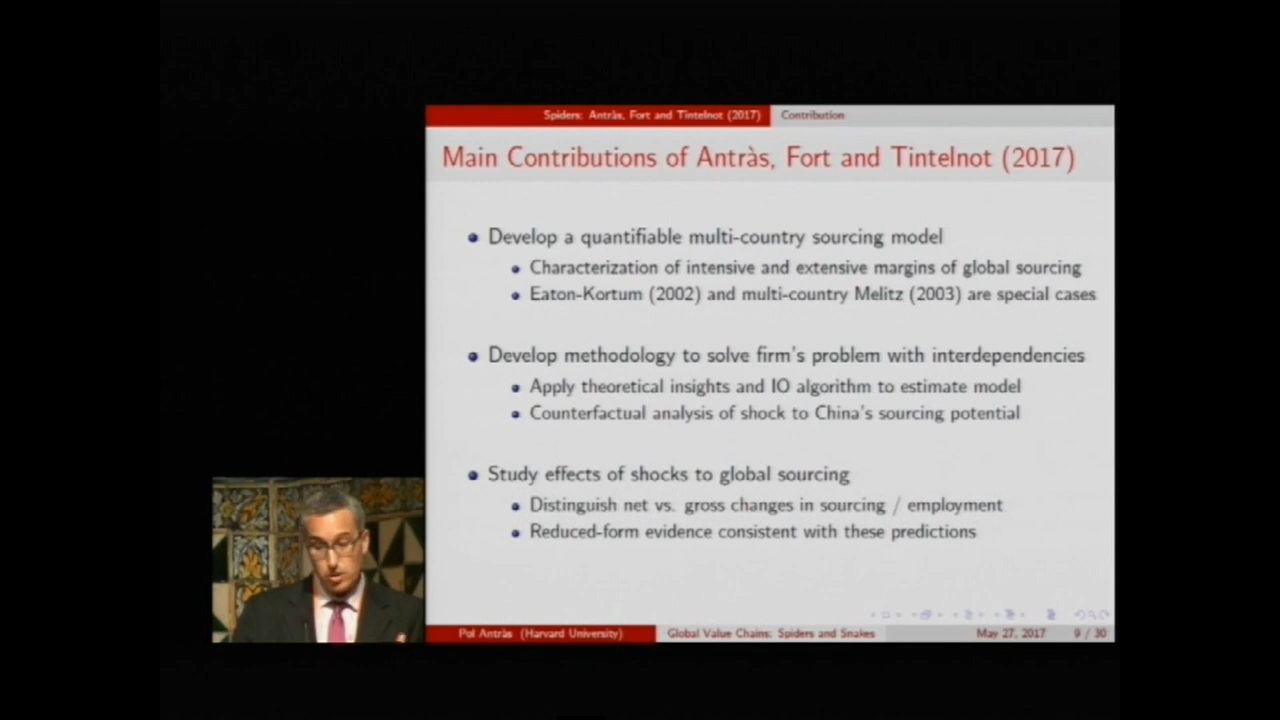 Spiders: Antràs, Fort and Tintelnot (2017) Contribution
Main Contributions of Antràs, Fort and Tintelnot (2017)
Develop a quantifiable multi-country sourcing model
Characterization of intensive and extensive margins of global sourcing
Eaton-Kortum (2002) and multi-country Melitz (2003) are special cases
Develop methodology to solve firm's problem with interdependencies
Apply theoretical insights and IO algorithm to estimate model
Counterfactual analysis of shock to China's sourcing potential
Study effects of shocks to global sourcing
Distinguish net vs. gross changes in sourcing / employment
Reduced-form evidence consistent with these predictions
Pol Antràs (Harvard University) Global Value Chains: Spiders and Snakes May 27, 2017 9 / 30